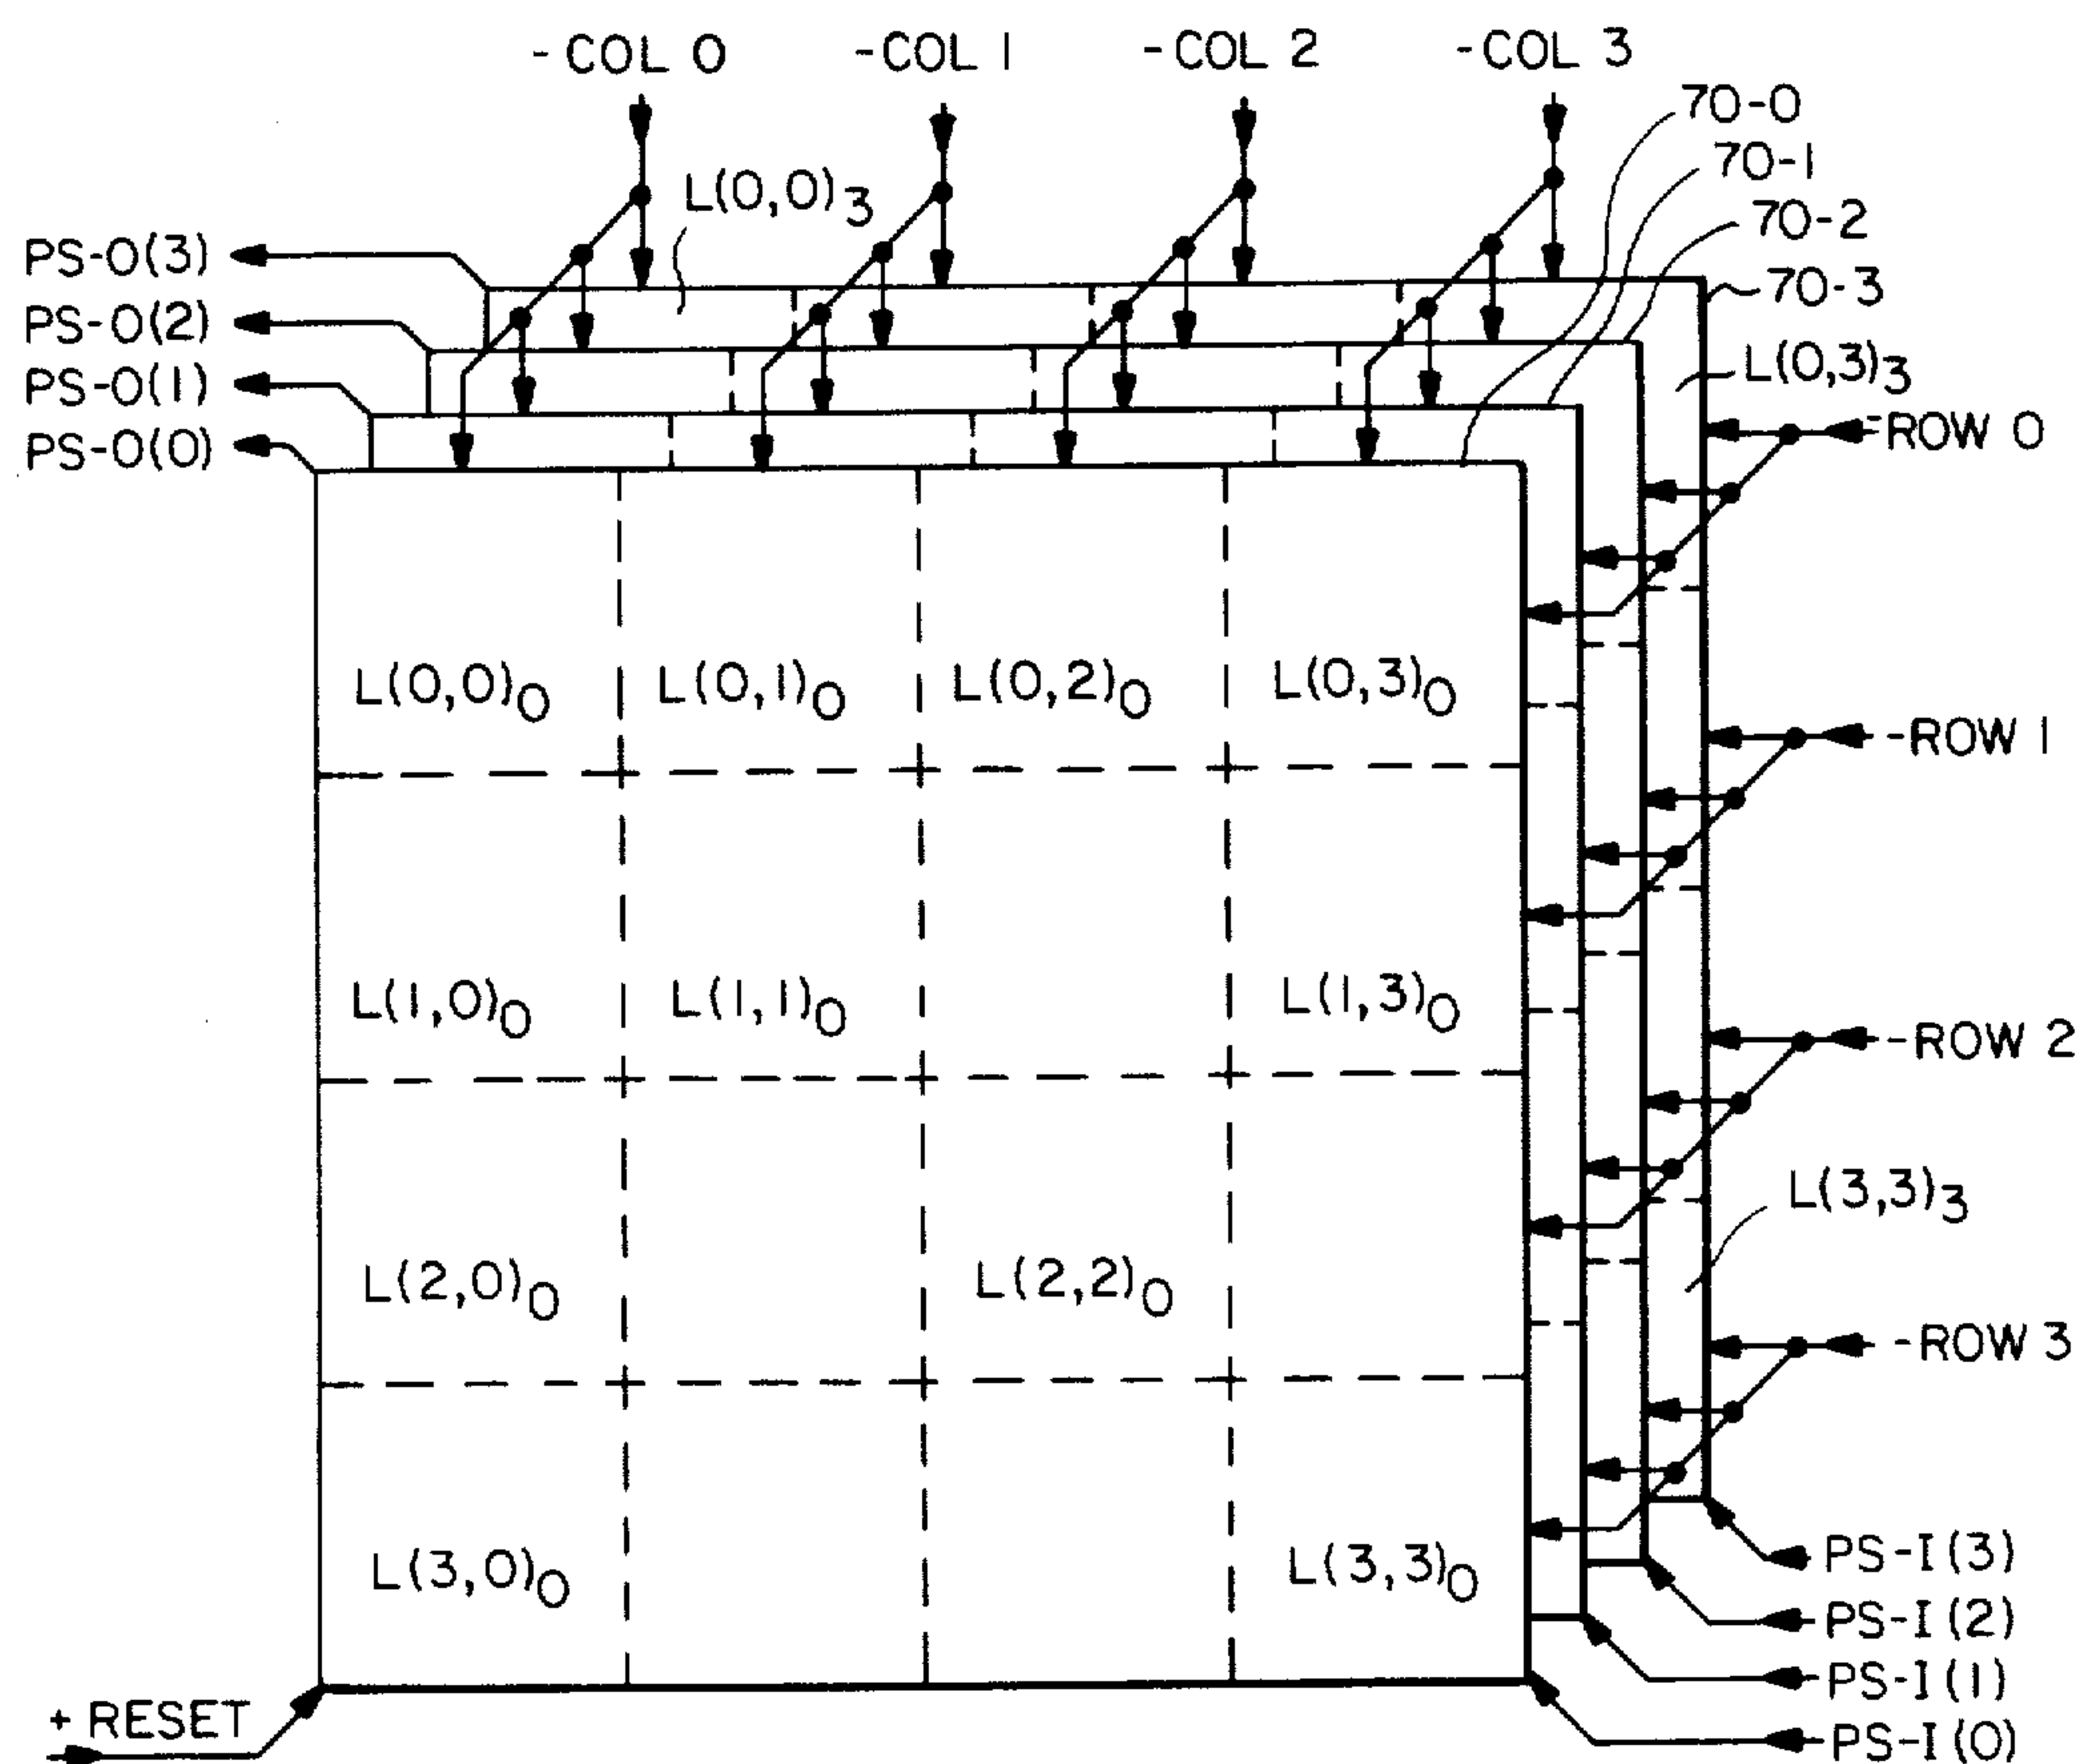 -COL 0 -COL 1 -COL 2 -COL 3
70-0
70-1
70-2
70-3
L(0,0)3
PS-0(3)
PS-0(2)
PS-0(1)
PS-0(0)
L(0,3)3
-ROW 0
L(0,0)0 L(0,1)0 L(0,2)0 L(0,3)0
-ROW 1
L(1,0)0 L(1,1)0 L(1,3)0
-ROW 2
L(3,3)3
L(2,0)0 L(2,2)0
-ROW 3
L(3,0)0 L(3,3)0
PS-I(3)
PS-I(2)
PS-I(1)
PS-I(0)
+ RESET